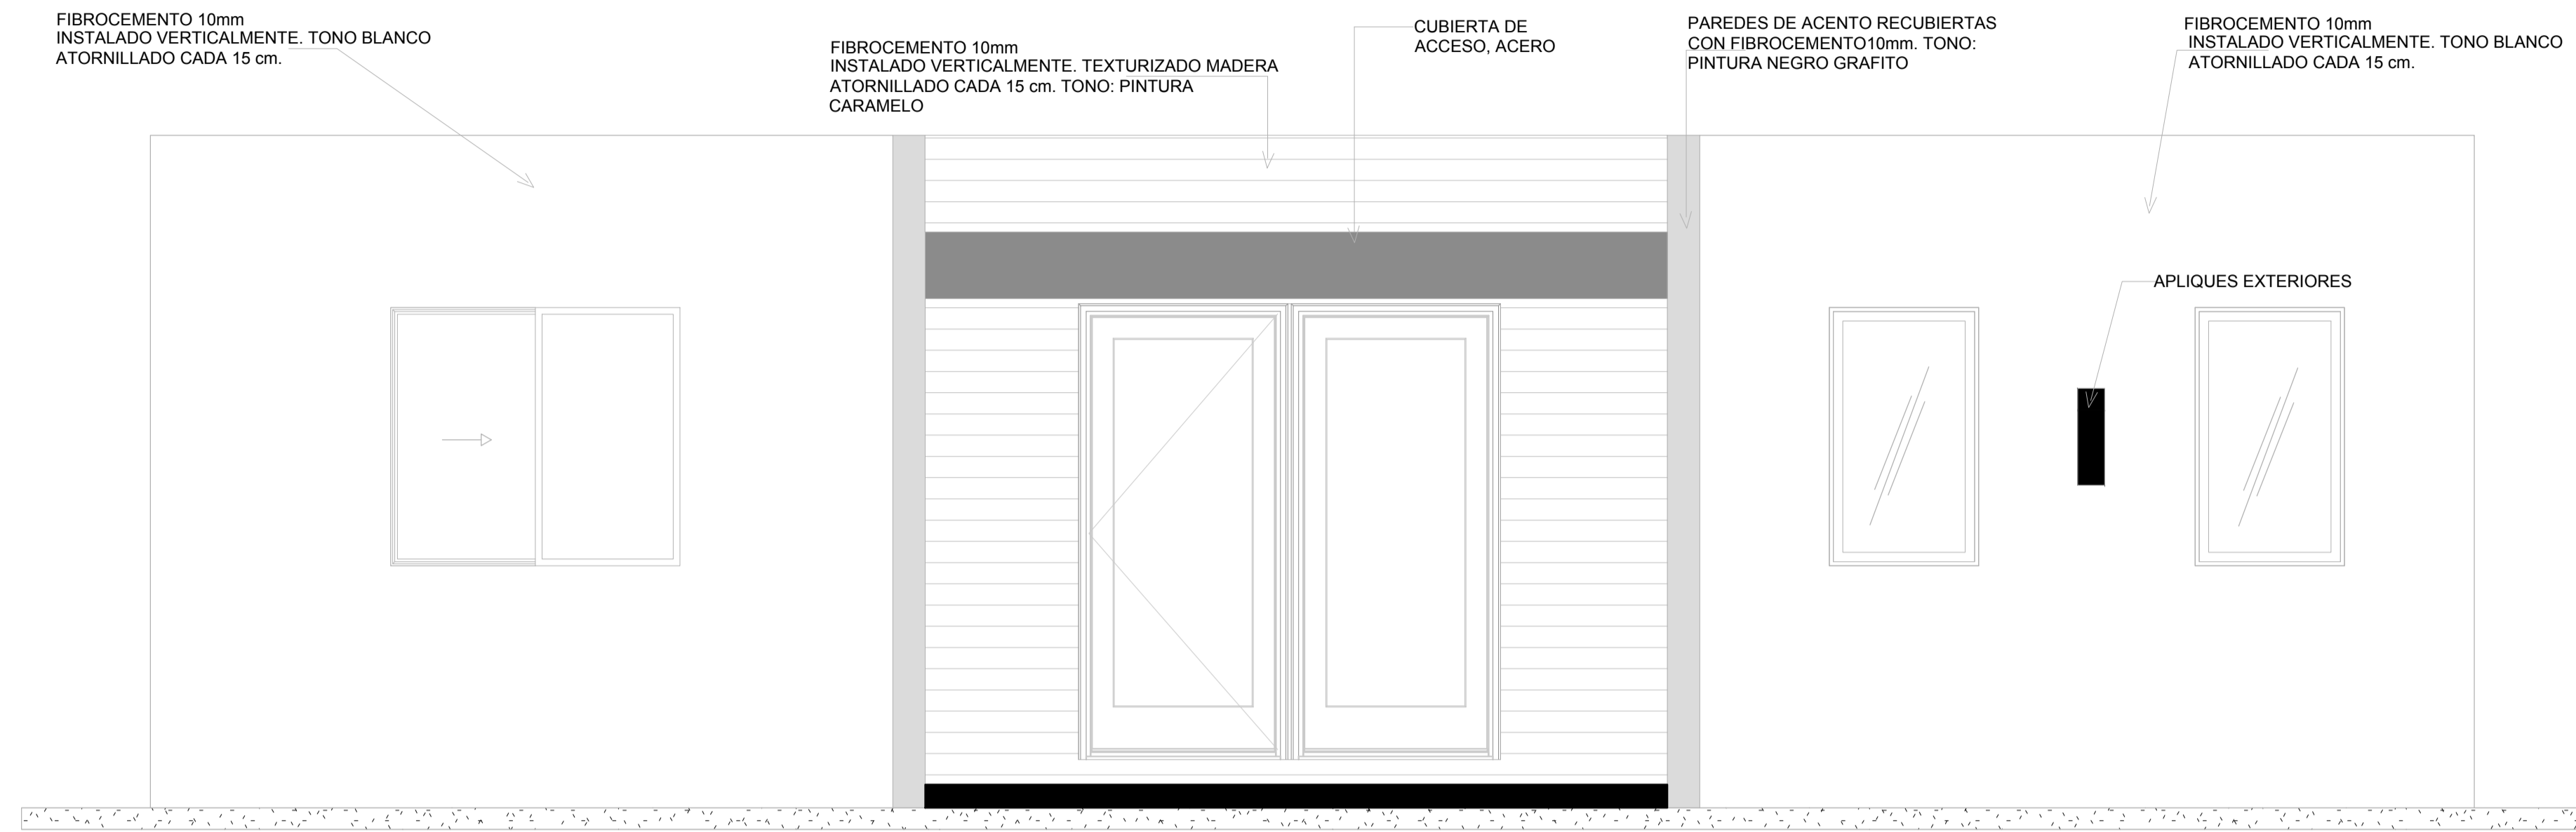 FIBROCEMENTO 10mm
INSTALADO VERTICALMENTE. TONO BLANCO
ATORNILLADO CADA 15 cm.
FIBROCEMENTO 10mm
INSTALADO VERTICALMENTE. TEXTURIZADO MADERA
ATORNILLADO CADA 15 cm. TONO: PINTURA
CARAMELO
CUBIERTA DE
ACCESO, ACERO
PAREDES DE ACENTO RECUBIERTAS
CON FIBROCEMENTO10mm. TONO:
PINTURA NEGRO GRAFITO
FIBROCEMENTO 10mm
INSTALADO VERTICALMENTE. TONO BLANCO
ATORNILLADO CADA 15 cm.
APLIQUES EXTERIORES